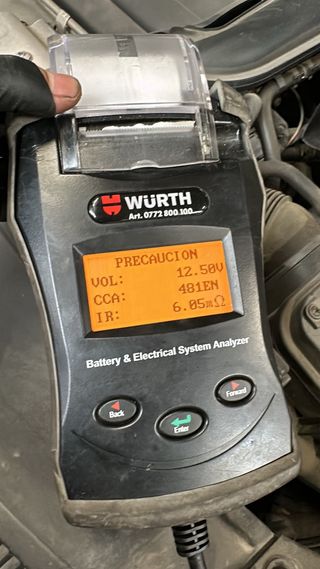 WÜRTH
Art. 0772 800 100
PRECAUCION
VOL: 12.50V
CCA: 481EN
IR: 6.05mΩ
Battery & Electrical System Analyzer
Back
Enter
Forward